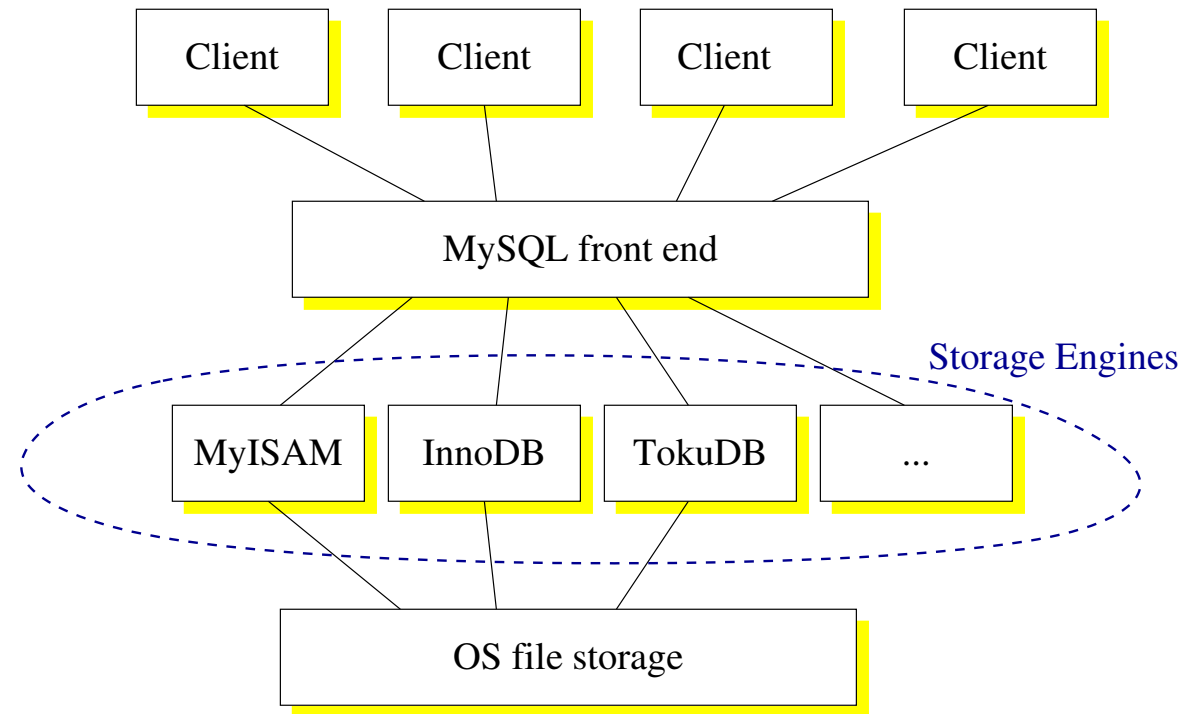 Client
Client
Client
Client
MySQL front end
Storage Engines
MyISAM
InnoDB
TokuDB
...
OS file storage